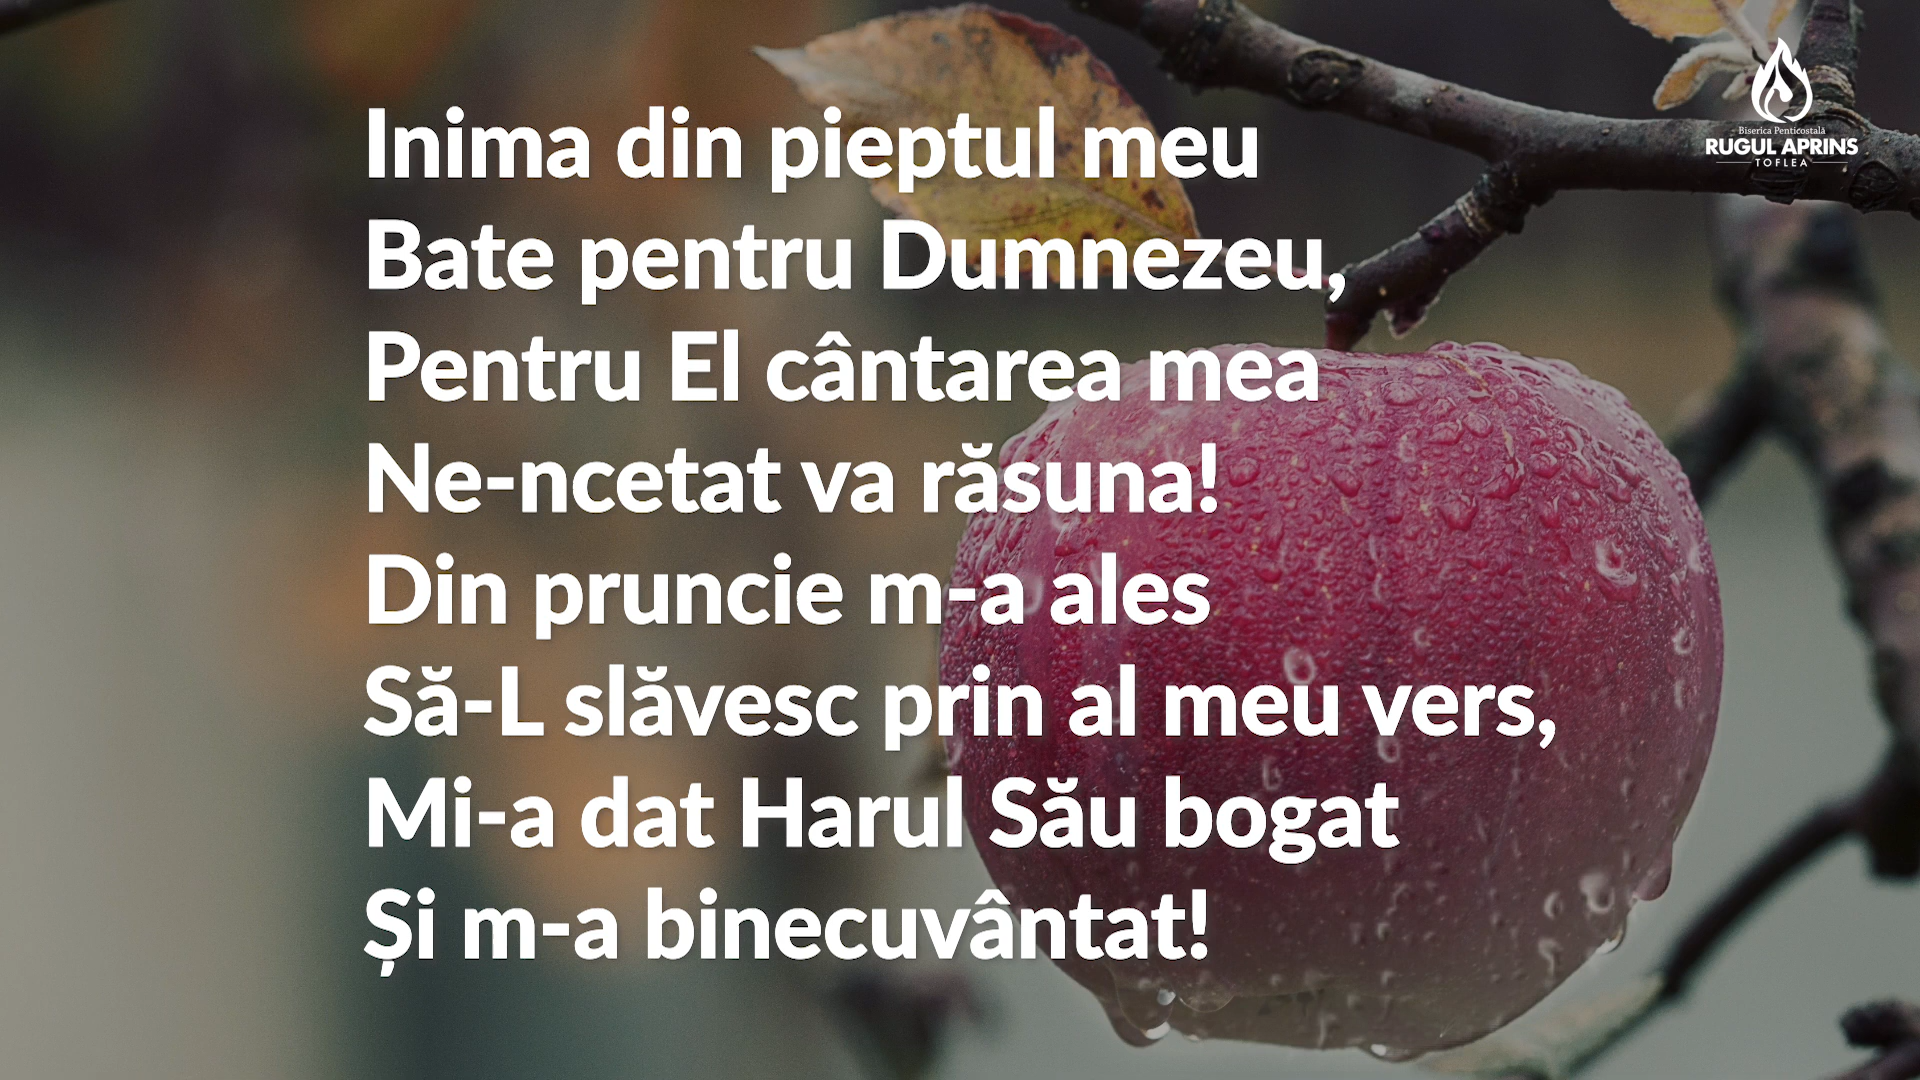 Inima din pieptul meu
Bate pentru Dumnezeu,
Pentru El cântarea mea
Ne-ncetat va răsuna!
Din pruncie m-a ales
Să-L slăvesc prin al meu vers,
Mi-a dat Harul Său bogat
Și m-a binecuvântat!
Biserica Penticostală
RUGUL APRINS
TOFLEA